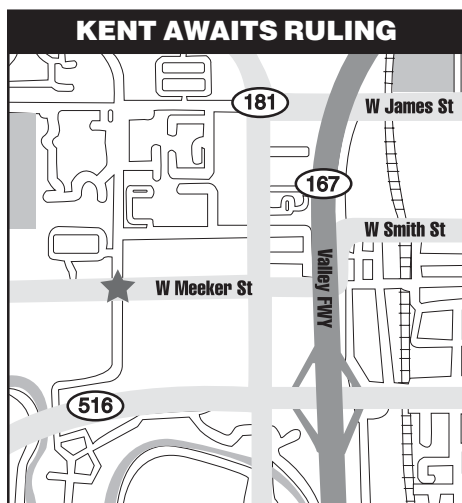 KENT AWAITS RULING
181
W James St
167
W Smith St
Valley FWY
W Meeker St
516